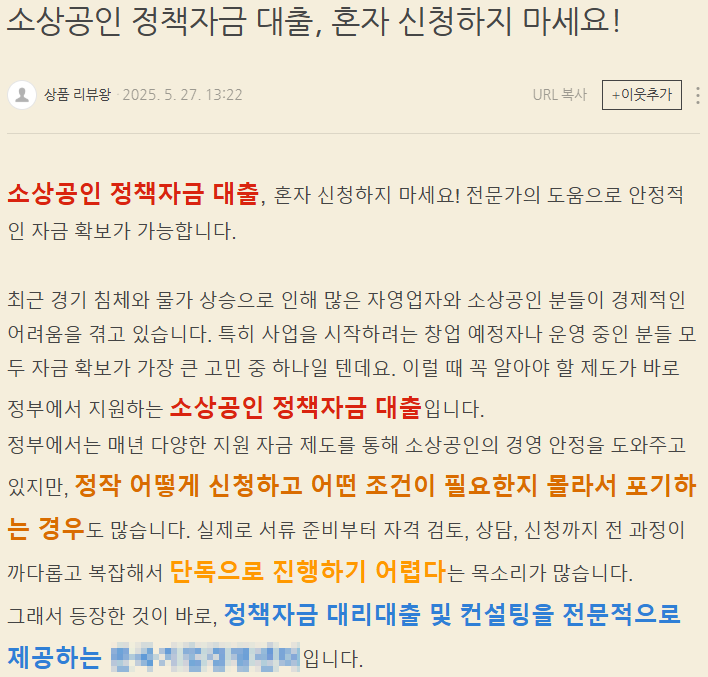 소상공인 정책자금 대출, 혼자 신청하지 마세요!
상품 리뷰왕 · 2025. 5. 27. 13:22
URL 복사
+이웃추가
소상공인 정책자금 대출, 혼자 신청하지 마세요! 전문가의 도움으로 안정적
인 자금 확보가 가능합니다.
최근 경기 침체와 물가 상승으로 인해 많은 자영업자와 소상공인 분들이 경제적인
어려움을 겪고 있습니다. 특히 사업을 시작하려는 창업 예정자나 운영 중인 분들 모
두 자금 확보가 가장 큰 고민 중 하나일 텐데요. 이럴 때 꼭 알아야 할 제도가 바로
정부에서 지원하는 소상공인 정책자금 대출입니다.
정부에서는 매년 다양한 지원 자금 제도를 통해 소상공인의 경영 안정을 도와주고
있지만, 정작 어떻게 신청하고 어떤 조건이 필요한지 몰라서 포기하
는 경우도 많습니다. 실제로 서류 준비부터 자격 검토, 상담, 신청까지 전 과정이
까다롭고 복잡해서 단독으로 진행하기 어렵다는 목소리가 많습니다.
그래서 등장한 것이 바로, 정책자금 대리대출 및 컨설팅을 전문적으로
제공하는 입니다.